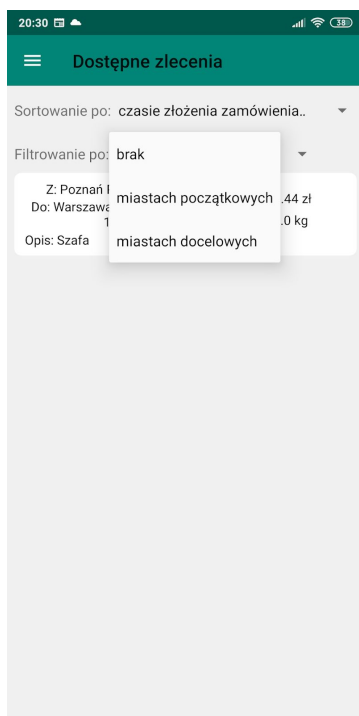 20:30 38
Dostępne zlecenia
Sortowanie po: czasie złożenia zamówienia..
Filtrowanie po: brak
miastach początkowych
miastach docelowych
Z: Poznań
Do: Warszawa
.44 zł
1
.0 kg
Opis: Szafa